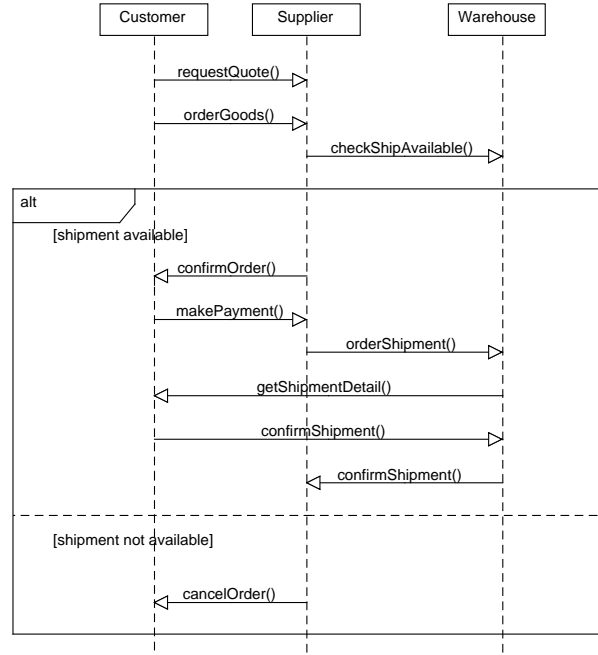 Customer
Supplier
Warehouse
requestQuote()
orderGoods()
checkShipAvailable()
alt
[shipment available]
confirmOrder()
makePayment()
orderShipment()
getShipmentDetail()
confirmShipment()
confirmShipment()
[shipment not available]
cancelOrder()